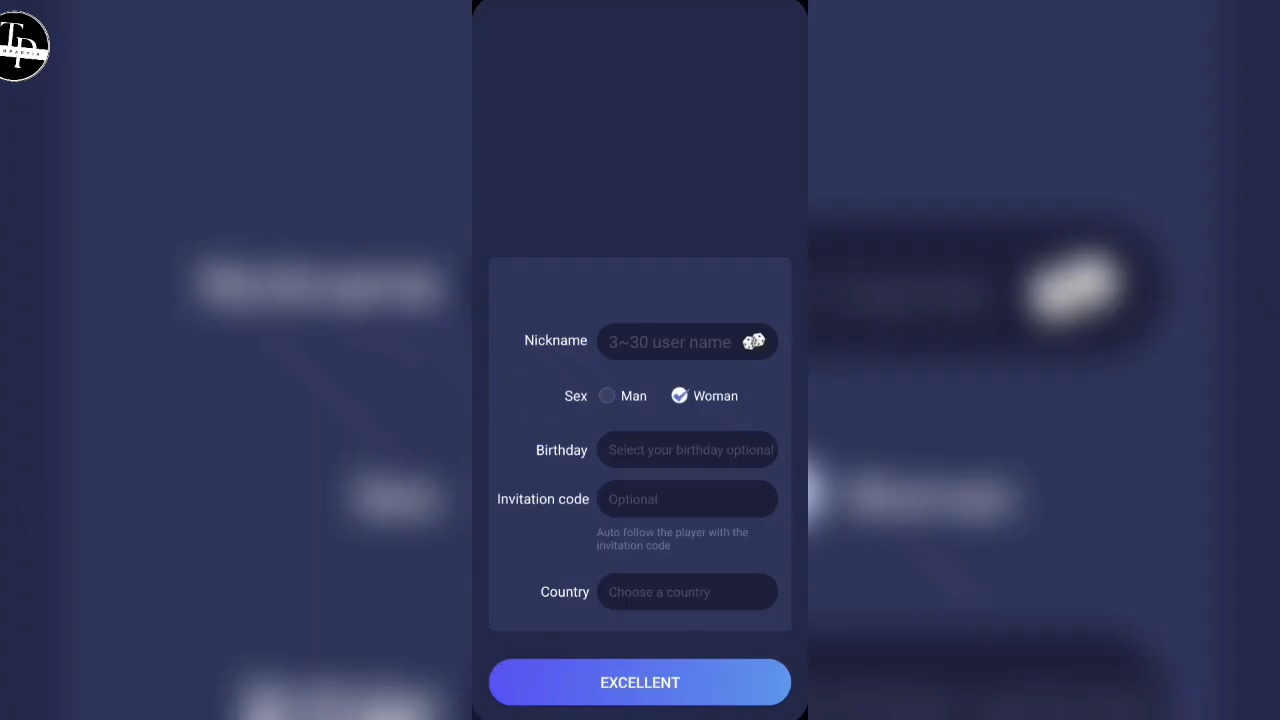 TP
Nickname
3~30 user name
Sex
Man
Woman
Birthday
Select your birthday optional
Invitation code
Optional
Auto follow the player with the
invitation code
Country
Choose a country
EXCELLENT